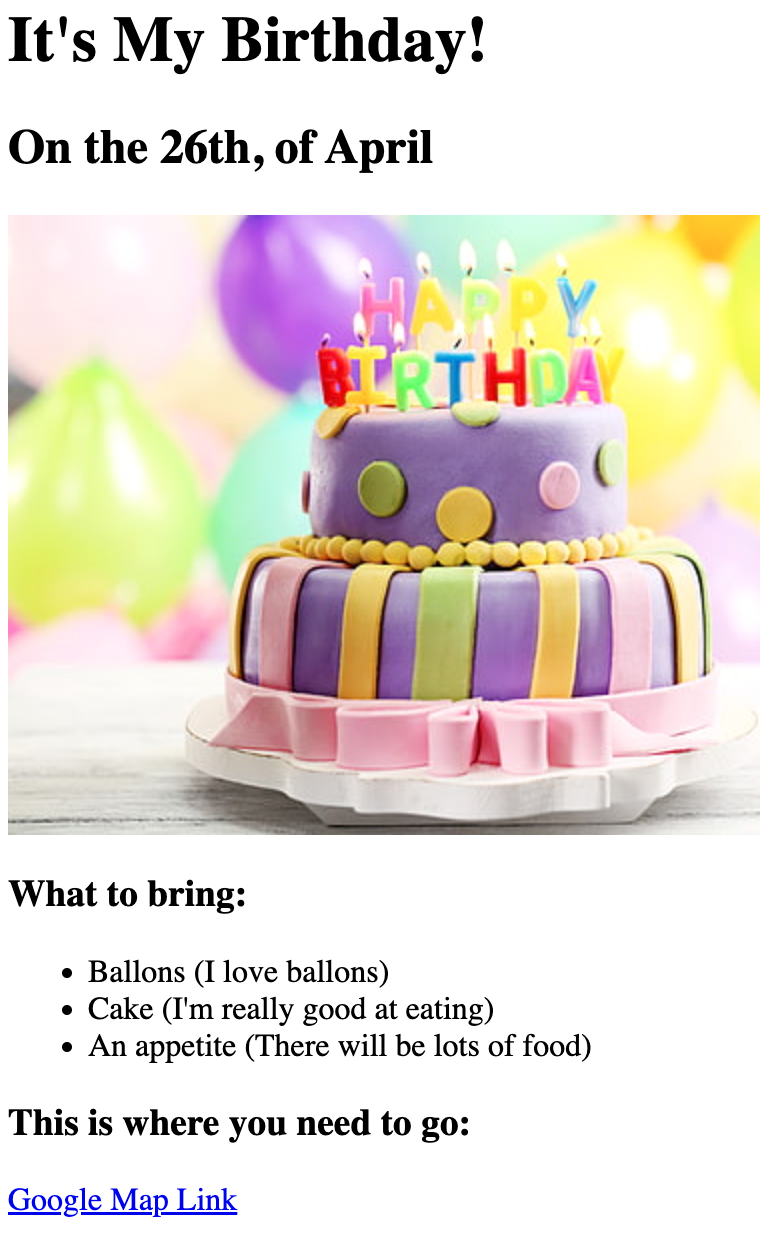 It's My Birthday!
On the 26th, of April
HAPPY
BIRTHDAY
What to bring:
Ballons (I love ballons)
Cake (I'm really good at eating)
An appetite (There will be lots of food)
This is where you need to go:
Google Map Link